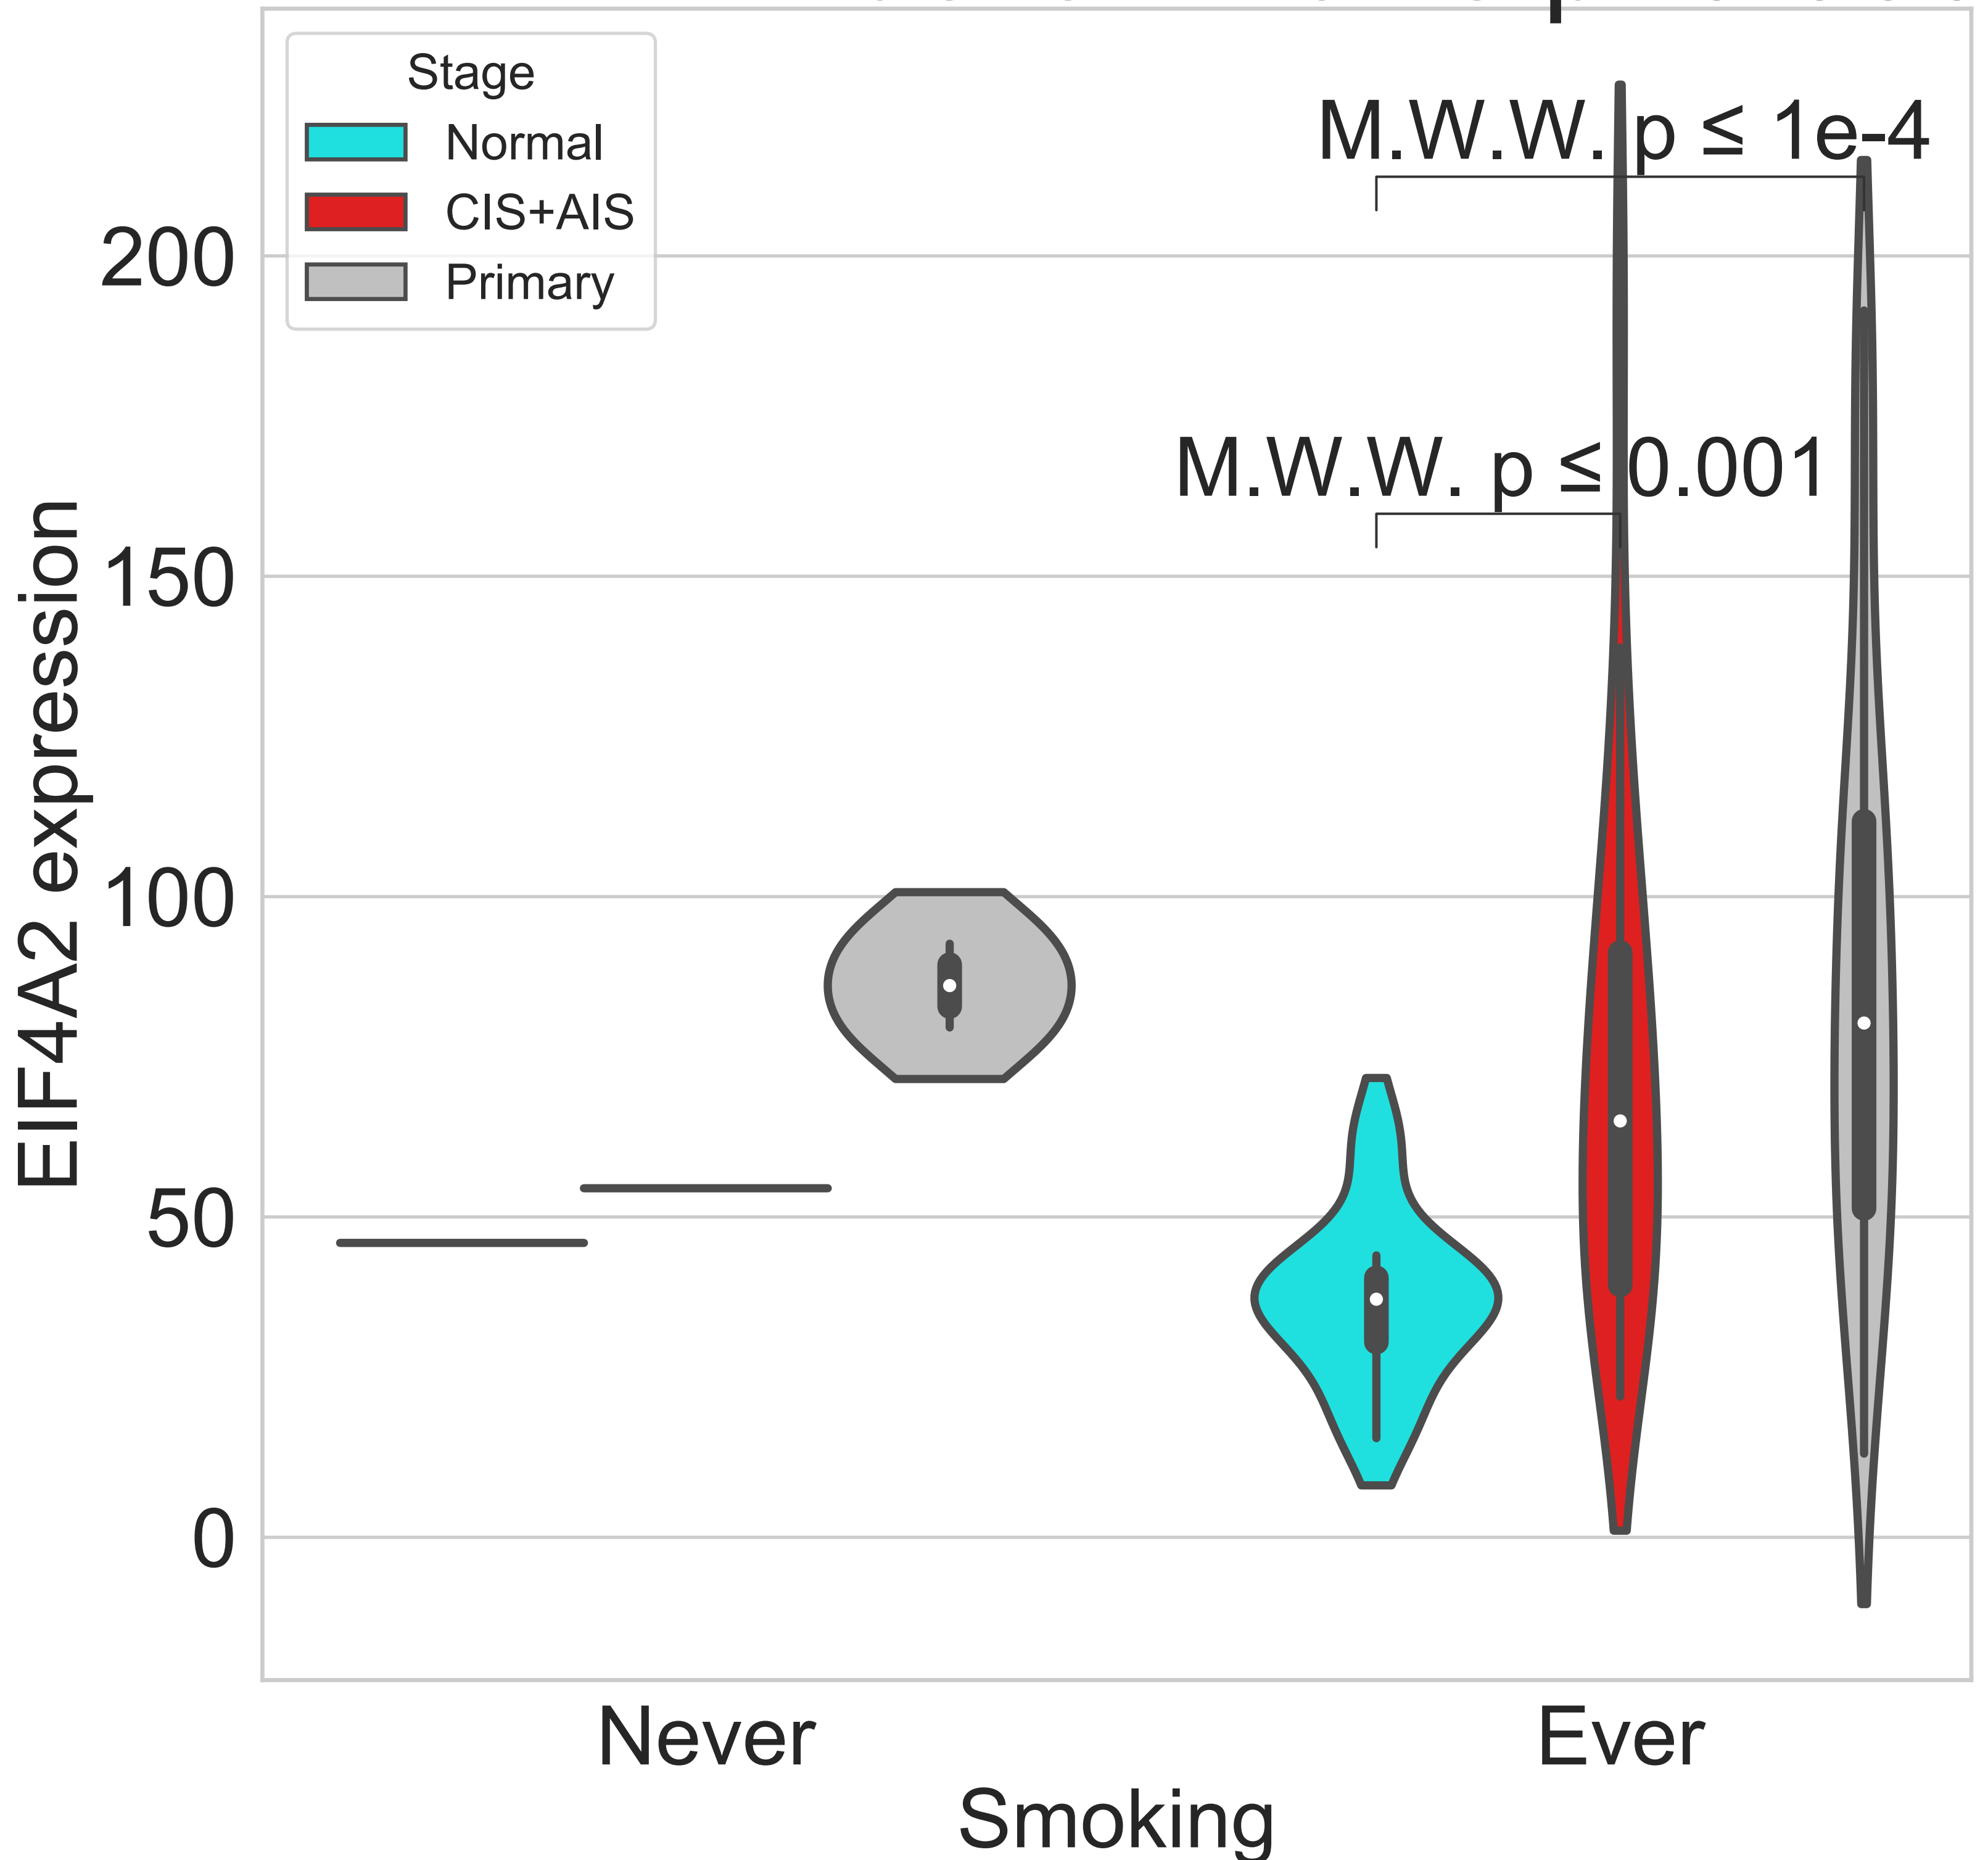 Stage
Normal
CIS+AIS
Primary
M.W.W. p ≤ 1e-4
M.W.W. p ≤ 0.001
EIF4A2 expression
200
150
100
50
0
Never
Ever
Smoking